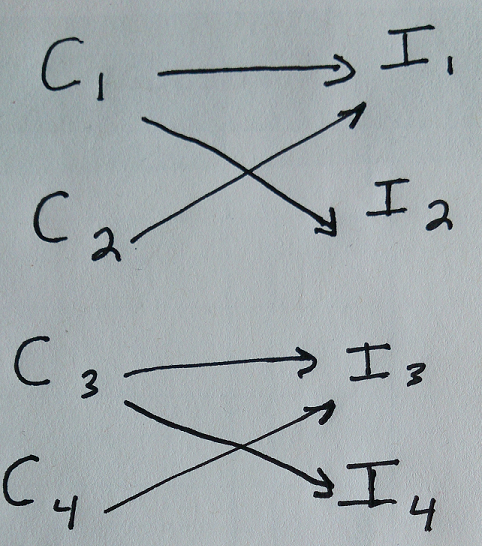 C1 → I1
C2 I2
C3 → I3
C4 I4